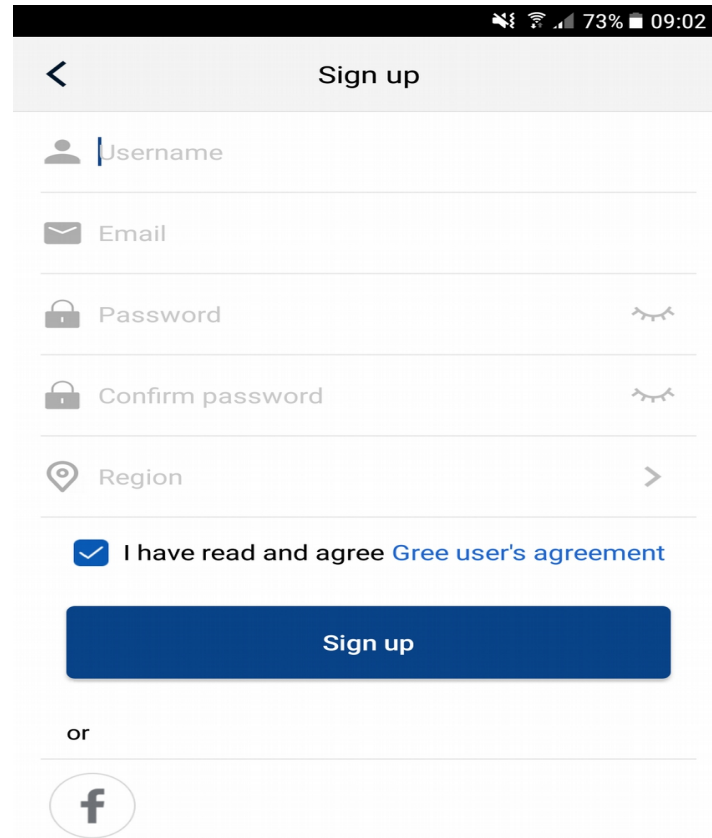 73% 09:02
Sign up
Username
Email
Password
Confirm password
Region
I have read and agree Gree user's agreement
Sign up
or
f